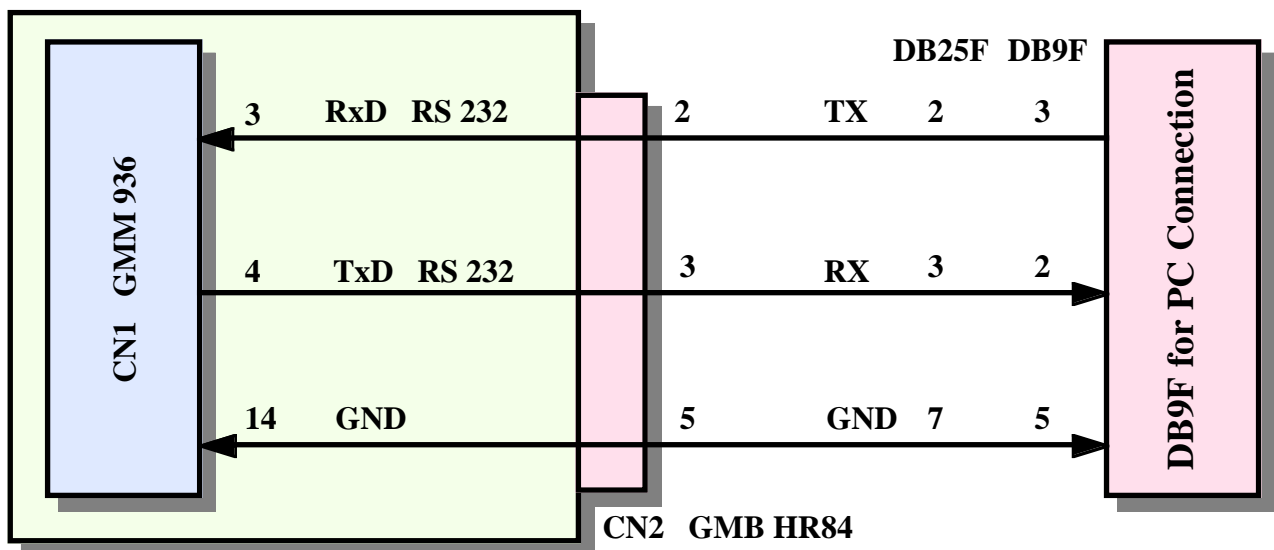 DB25F DB9F
3 RxD RS 232 2 TX 2 3
4 TxD RS 232 3 RX 3 2
14 GND 5 GND 7 5
CN1 GMM 936
DB9F for PC Connection
CN2 GMB HR84